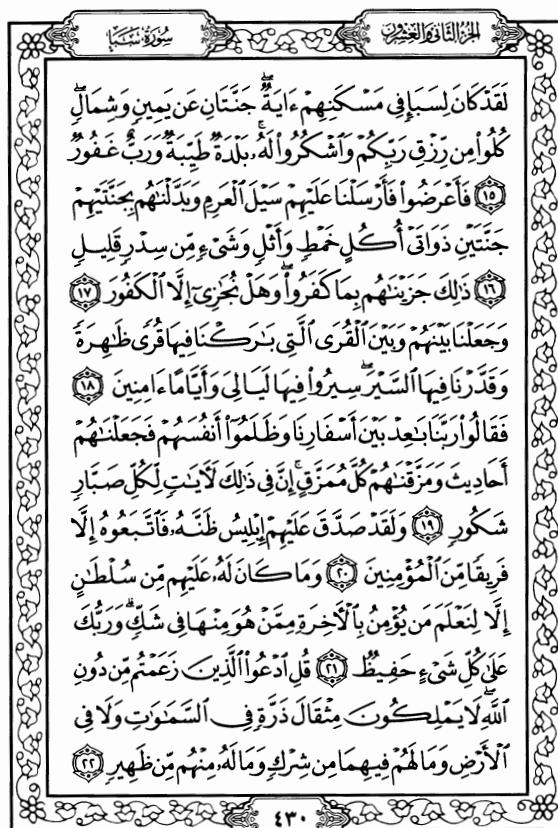 الجزء الثاني والعشرون
سورة سبإ
لَقَدْ كَانَ لِسَبَإٍ فِى مَسْكَنِهِمْ ءَايَةٌ ۖ جَنَّتَانِ عَن يَمِينٍ وَشِمَالٍ ۖ
كُلُوا۟ مِن رِّزْقِ رَبِّكُمْ وَٱشْكُرُوا۟ لَهُۥ ۚ بَلْدَةٌ طَيِّبَةٌ وَرَبٌّ غَفُورٌ
١٥ فَأَعْرَضُوا۟ فَأَرْسَلْنَا عَلَيْهِمْ سَيْلَ ٱلْعَرِمِ وَبَدَّلْنَٰهُم بِجَنَّتَيْهِمْ
جَنَّتَيْنِ ذَوَاتَىْ أُكُلٍ خَمْطٍ وَأَثْلٍ وَشَىْءٍ مِّن سِدْرٍ قَلِيلٍ
١٦ ذَٰلِكَ جَزَيْنَٰهُم بِمَا كَفَرُوا۟ ۖ وَهَلْ نُجَٰزِىٓ إِلَّا ٱلْكَفُورَ ١٧
وَجَعَلْنَا بَيْنَهُمْ وَبَيْنَ ٱلْقُرَى ٱلَّتِى بَٰرَكْنَا فِيهَا قُرًى ظَٰهِرَةً
وَقَدَّرْنَا فِيهَا ٱلسَّيْرَ ۖ سِيرُوا۟ فِيهَا لَيَالِىَ وَأَيَّامًا ءَامِنِينَ ١٨
فَقَالُوا۟ رَبَّنَا بَٰعِدْ بَيْنَ أَسْفَارِنَا وَظَلَمُوٓا۟ أَنفُسَهُمْ فَجَعَلْنَٰهُمْ
أَحَادِيثَ وَمَزَّقْنَٰهُمْ كُلَّ مُمَزَّقٍ ۚ إِنَّ فِى ذَٰلِكَ لَءَايَٰتٍ لِّكُلِّ صَبَّارٍ
شَكُورٍ ١٩ وَلَقَدْ صَدَّقَ عَلَيْهِمْ إِبْلِيسُ ظَنَّهُۥ فَٱتَّبَعُوهُ إِلَّا
فَرِيقًا مِّنَ ٱلْمُؤْمِنِينَ ٢٠ وَمَا كَانَ لَهُۥ عَلَيْهِم مِّن سُلْطَٰنٍ
إِلَّا لِنَعْلَمَ مَن يُؤْمِنُ بِٱلْءَاخِرَةِ مِمَّنْ هُوَ مِنْهَا فِى شَكٍّ ۗ وَرَبُّكَ
عَلَىٰ كُلِّ شَىْءٍ حَفِيظٌ ٢١ قُلِ ٱدْعُوا۟ ٱلَّذِينَ زَعَمْتُم مِّن دُونِ
ٱللَّهِ ۖ لَا يَمْلِكُونَ مِثْقَالَ ذَرَّةٍ فِى ٱلسَّمَٰوَٰتِ وَلَا فِى
ٱلْأَرْضِ وَمَا لَهُمْ فِيهِمَا مِن شِرْكٍ وَمَا لَهُۥ مِنْهُم مِّن ظَهِيرٍ ٢٢
٤٣٠